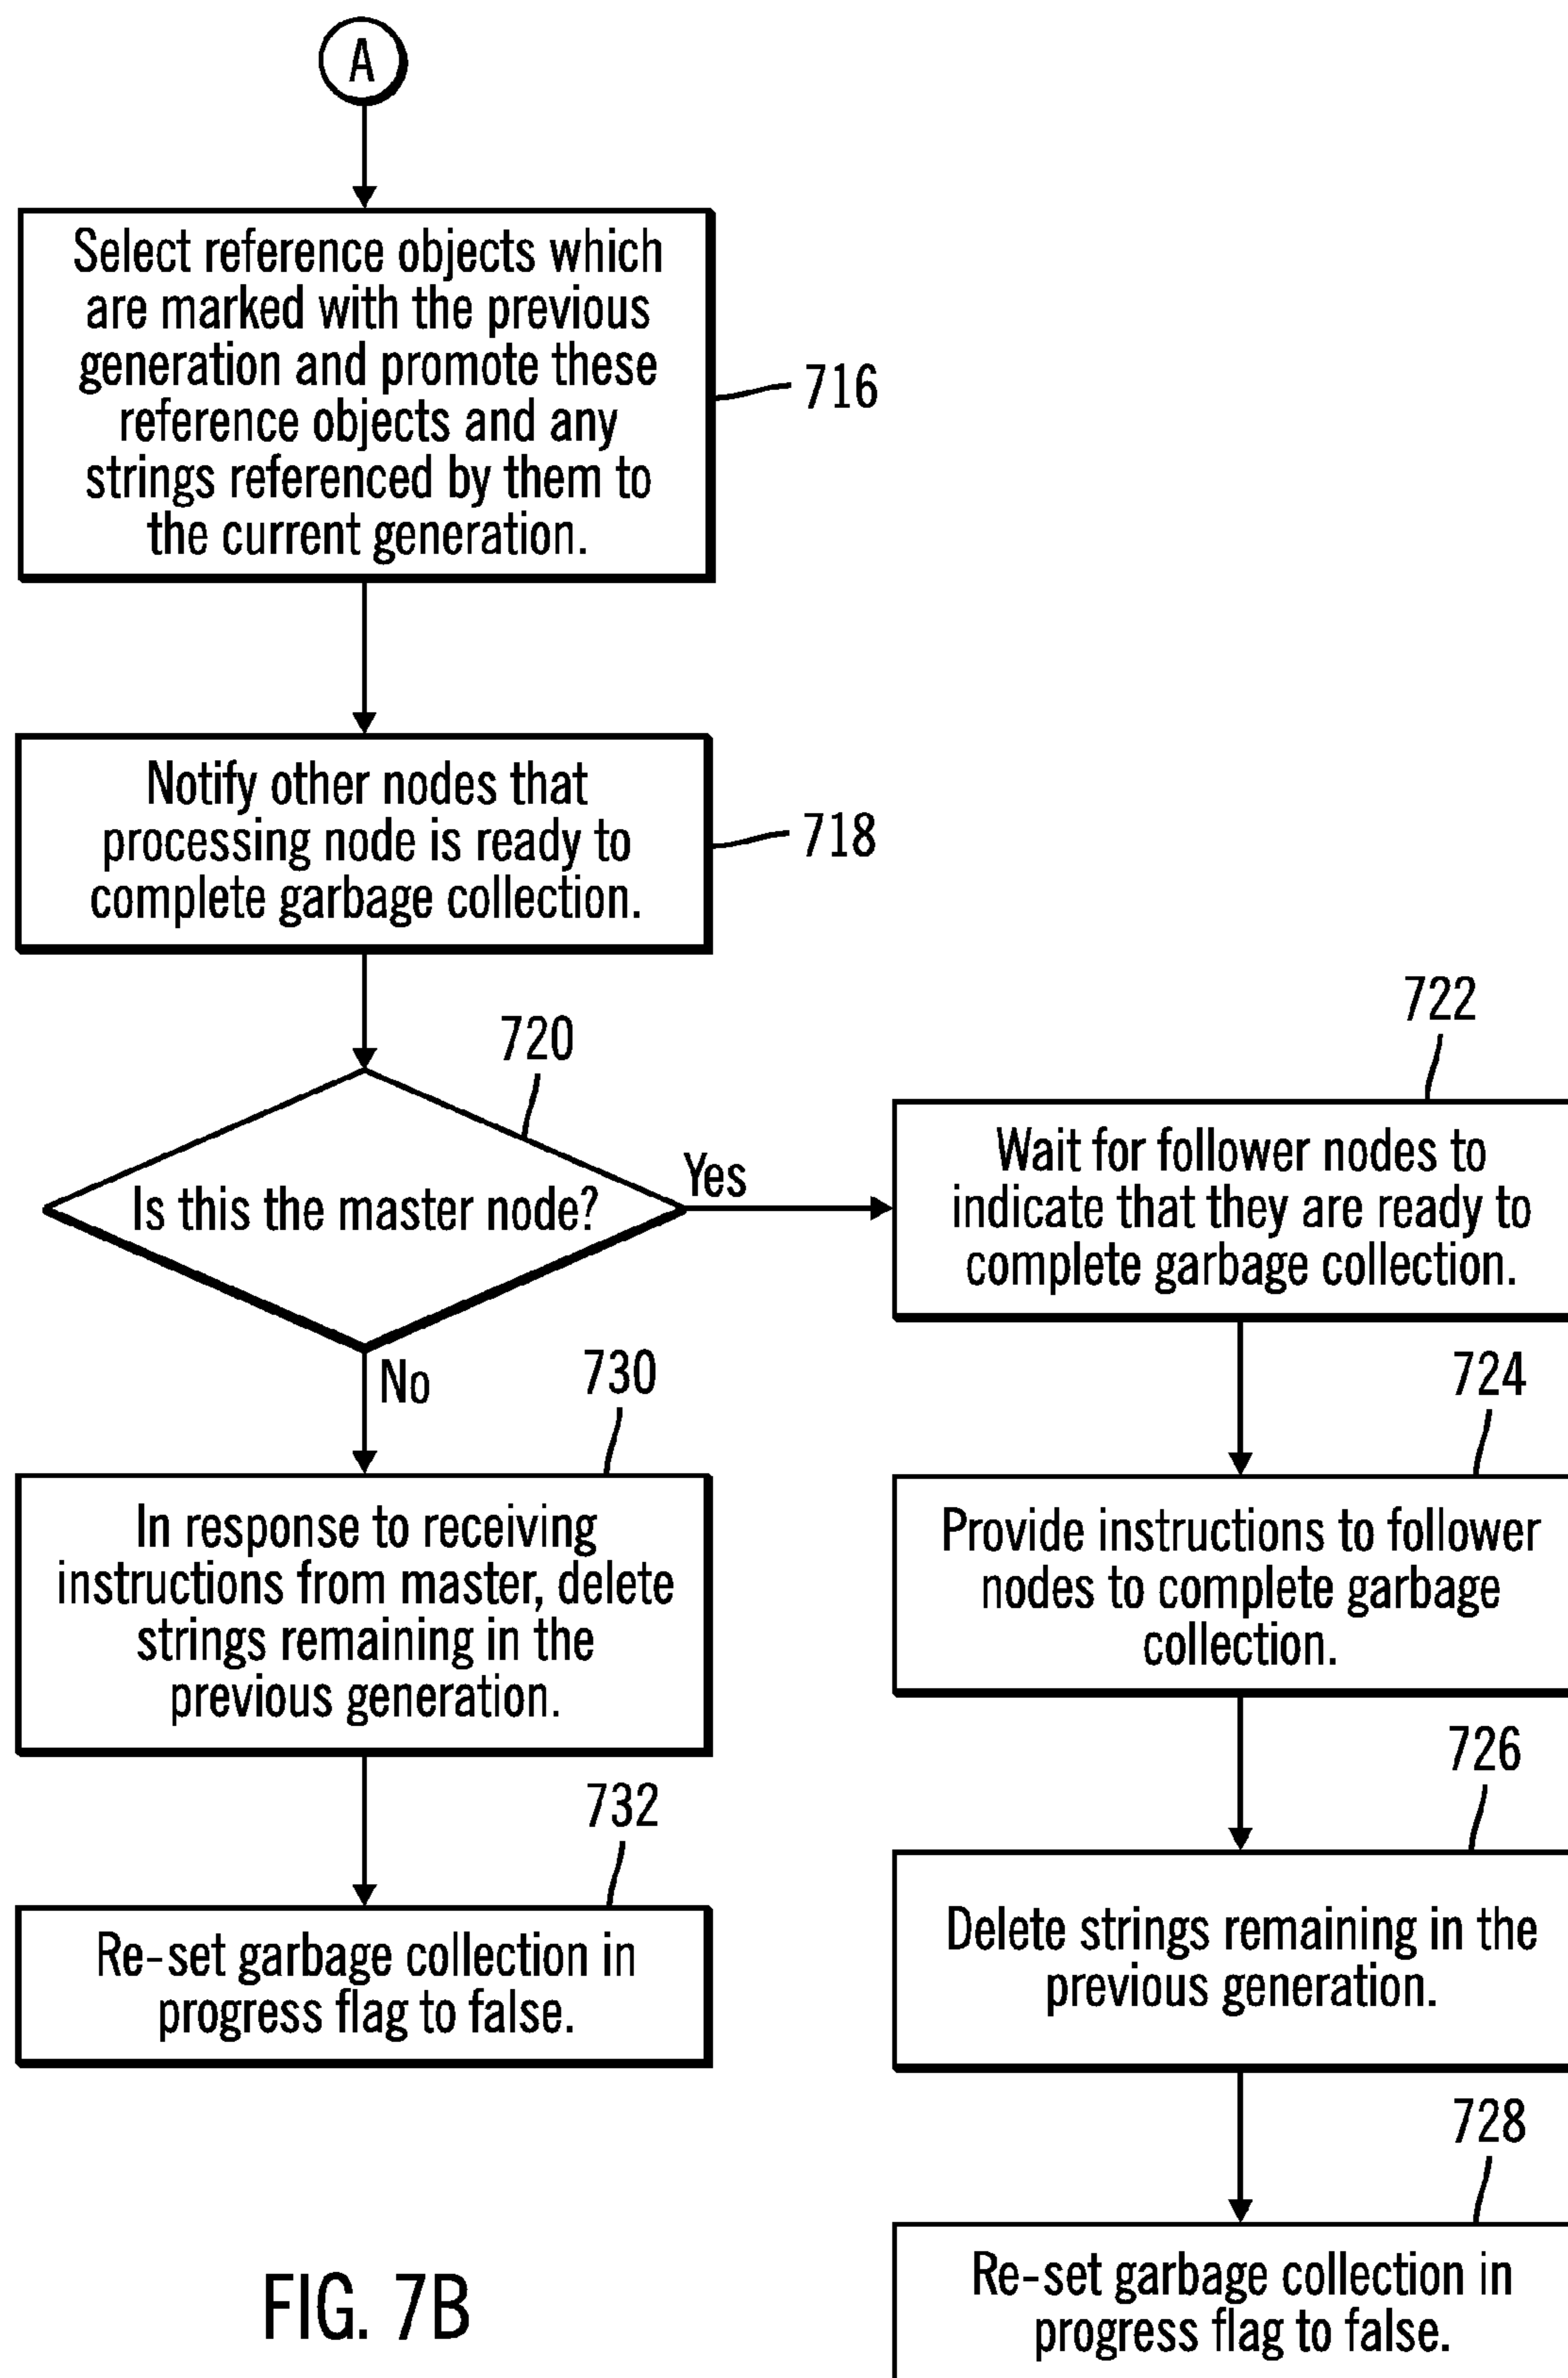 A
Select reference objects which
are marked with the previous
generation and promote these
reference objects and any
strings referenced by them to
the current generation.
716
Notify other nodes that
processing node is ready to
complete garbage collection.
718
720
Is this the master node?
Yes
No
722
Wait for follower nodes to
indicate that they are ready to
complete garbage collection.
724
Provide instructions to follower
nodes to complete garbage
collection.
726
Delete strings remaining in the
previous generation.
728
Re-set garbage collection in
progress flag to false.
730
In response to receiving
instructions from master, delete
strings remaining in the
previous generation.
732
Re-set garbage collection in
progress flag to false.
FIG. 7B